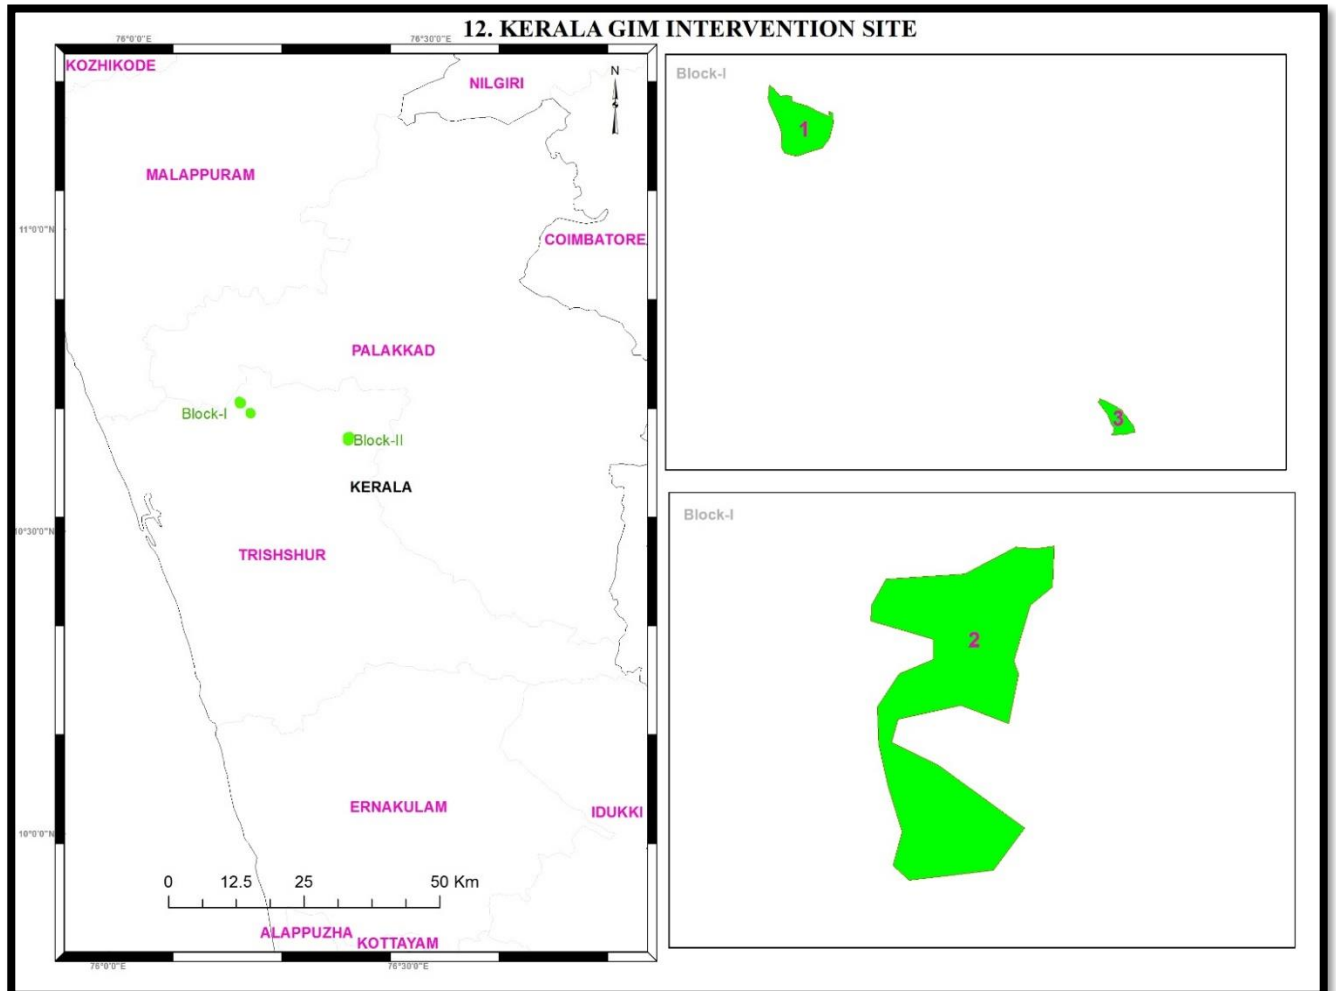 12. KERALA GIM INTERVENTION SITE
76°0'0"E
76°30'0"E
KOZHIKODE
NILGIRI
N
MALAPPURAM
11°0'0"N
COIMBATORE
PALAKKAD
Block-I
Block-II
KERALA
10°30'0"N
TRISHSHUR
ERNAKULAM
IDUKKI
10°0'0"N
0 12.5 25 50 Km
ALAPPUZHA
KOTTAYAM
76°0'0"E
76°30'0"E
Block-I
1
3
Block-I
2